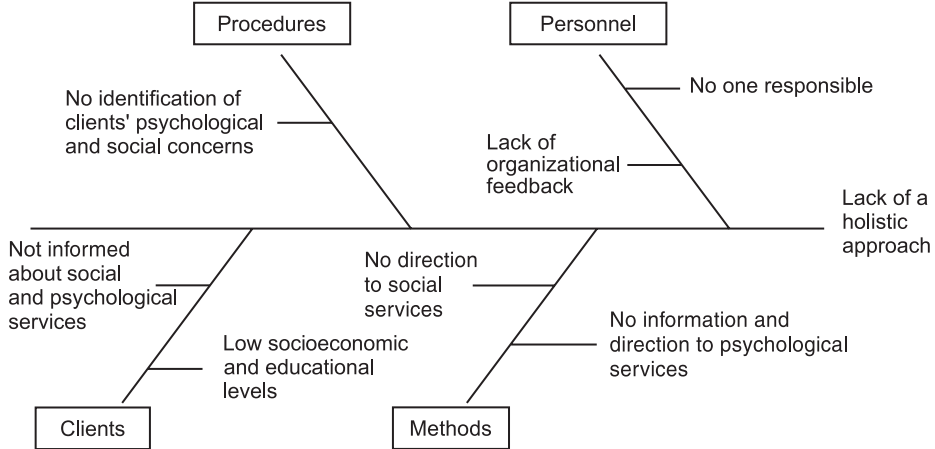 Procedures
Personnel
No identification of
clients' psychological
and social concerns
No one responsible
Lack of
organizational
feedback
Lack of a
holistic
approach
Not informed
about social
and psychological
services
No direction
to social
services
Low socioeconomic
and educational
levels
No information and
direction to psychological
services
Clients
Methods